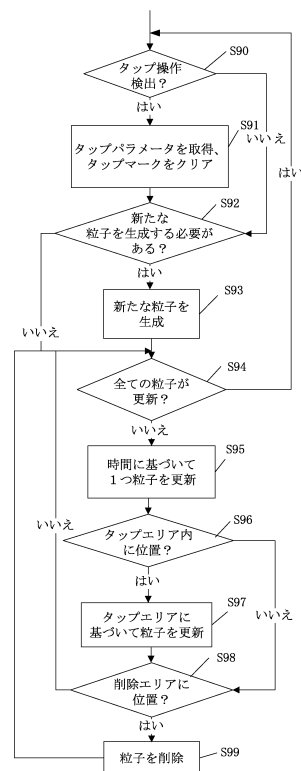 S90
タップ操作
検出？
はい
いいえ
はい
S91
タップパラメータを取得、
タップマークをクリア
S92
新たな
粒子を生成する必要が
ある？
はい
いいえ
S93
新たな粒子を
生成
S94
全ての粒子が
更新？
いいえ
S95
時間に基づいて
１つ粒子を更新
いいえ
S96
タップエリア内
に位置？
はい
いいえ
S97
タップエリアに
基づいて粒子を更新
S98
削除エリアに
位置？
はい
S99
粒子を削除